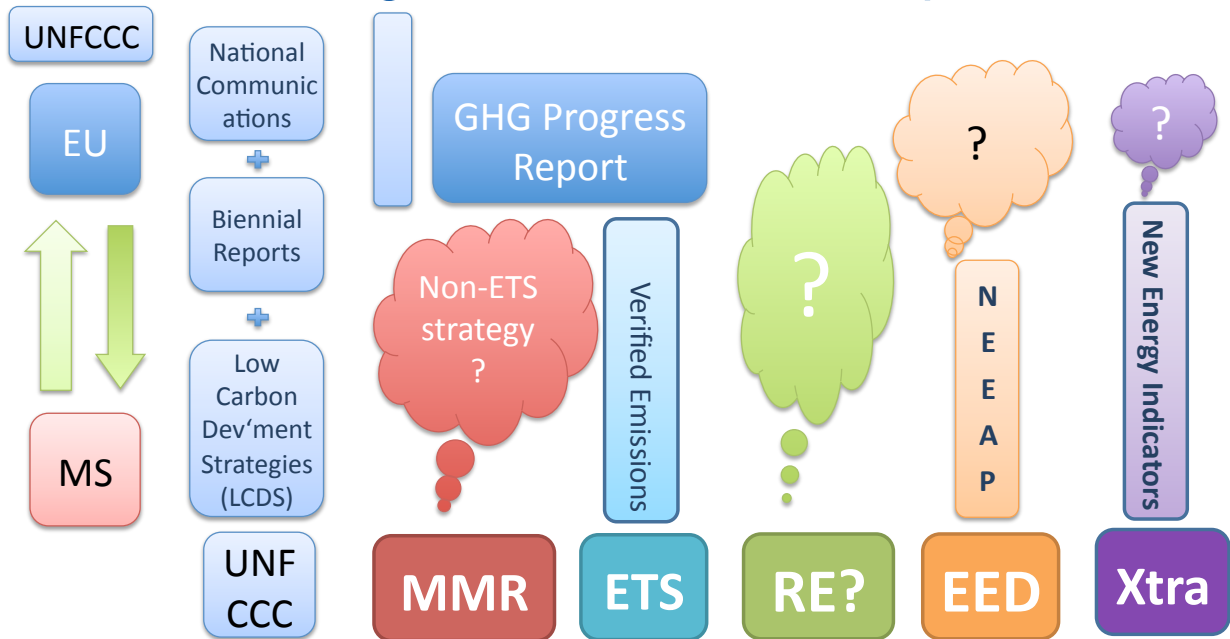 UNFCCC
EU
MS
National
Communic
ations
Biennial
Reports
Low
Carbon
Dev'ment
Strategies
(LCDS)
UNF
CCC
GHG Progress
Report
Non-ETS
strategy
?
MMR
Verified Emissions
ETS
?
RE?
?
N
E
E
A
P
EED
?
New Energy Indicators
Xtra